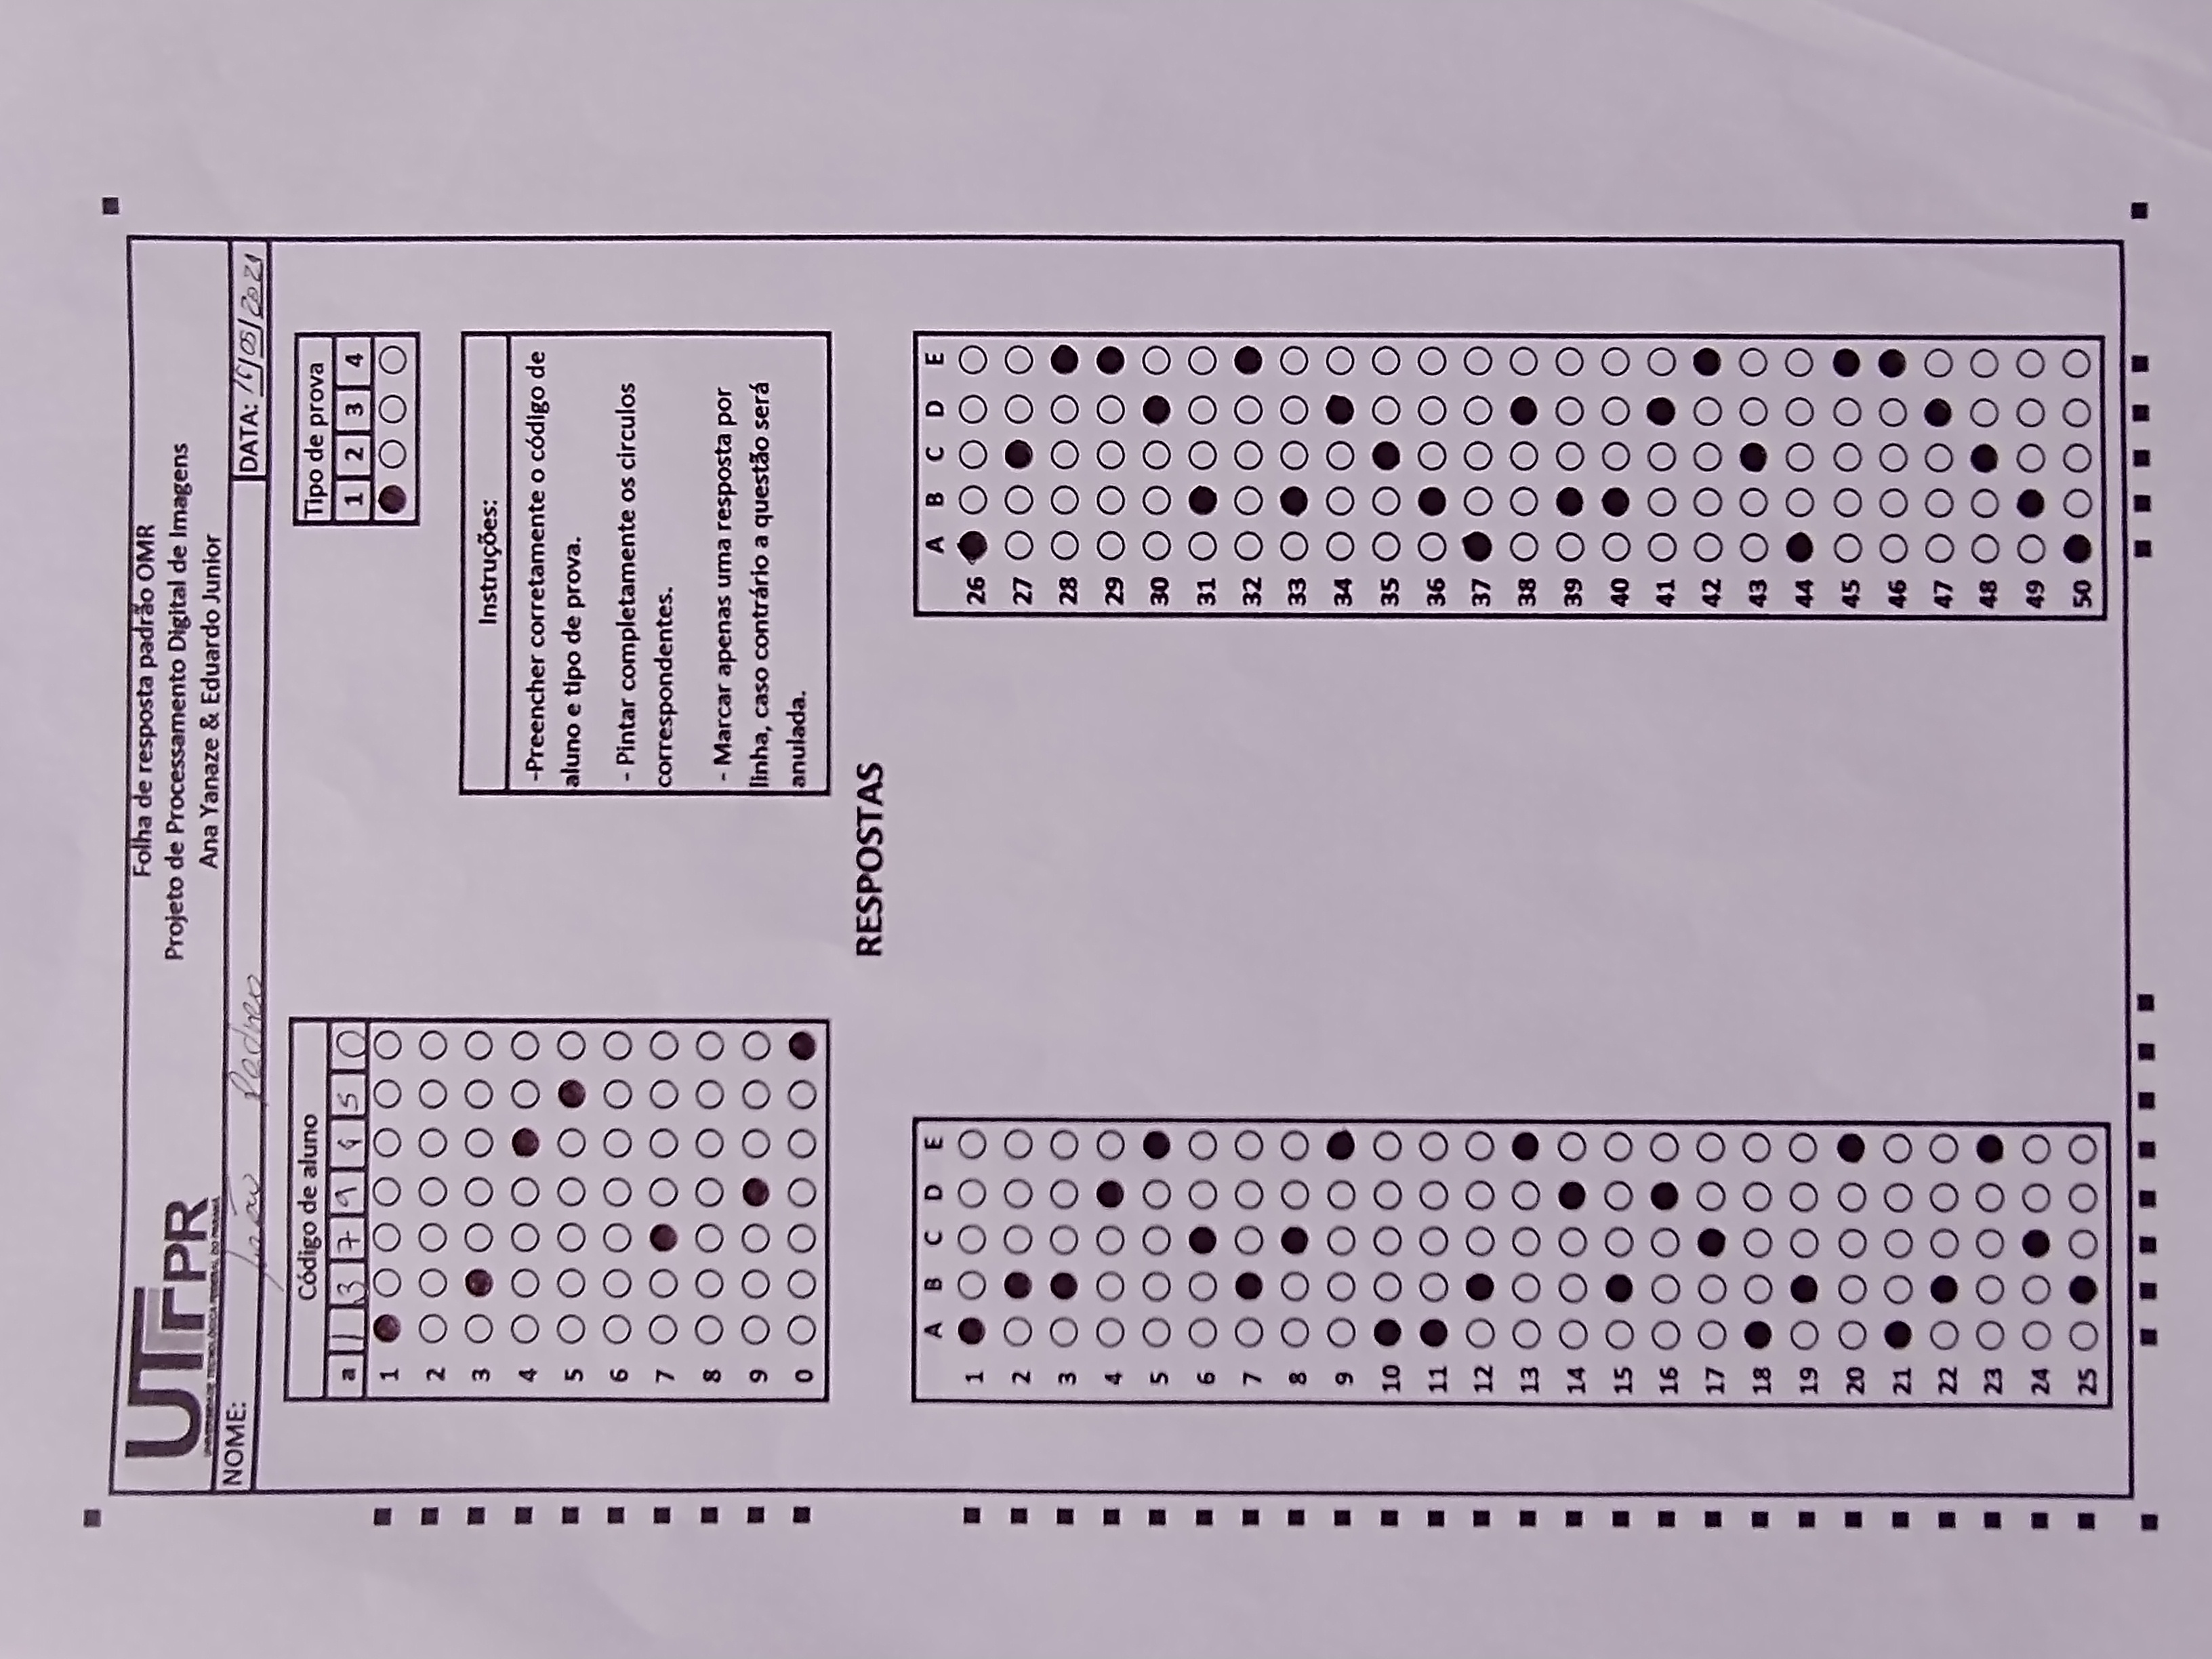 UTFPR
UNIVERSIDADE TECNOLÓGICA FEDERAL DO PARANÁ
Folha de resposta padrão OMR
Projeto de Processamento Digital de Imagens
Ana Yanaze & Eduardo Junior
NOME: João Pedro
DATA: /05/2021
Código de aluno
a 1 3 7 9 4 5 0
1
2
3
4
5
6
7
8
9
0
Tipo de prova
1 2 3 4
Instruções:
-Preencher corretamente o código de
aluno e tipo de prova.
- Pintar completamente os circulos
correspondentes.
- Marcar apenas uma resposta por
linha, caso contrário a questão será
anulada.
RESPOSTAS
A B C D E
1
2
3
4
5
6
7
8
9
10
11
12
13
14
15
16
17
18
19
20
21
22
23
24
25
A B C D E
26
27
28
29
30
31
32
33
34
35
36
37
38
39
40
41
42
43
44
45
46
47
48
49
50